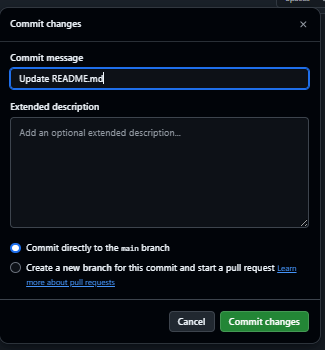 Commit changes
Commit message
Update README.md
Extended description
Add an optional extended description...
Commit directly to the main branch
Create a new branch for this commit and start a pull request Learn
more about pull requests
Cancel
Commit changes